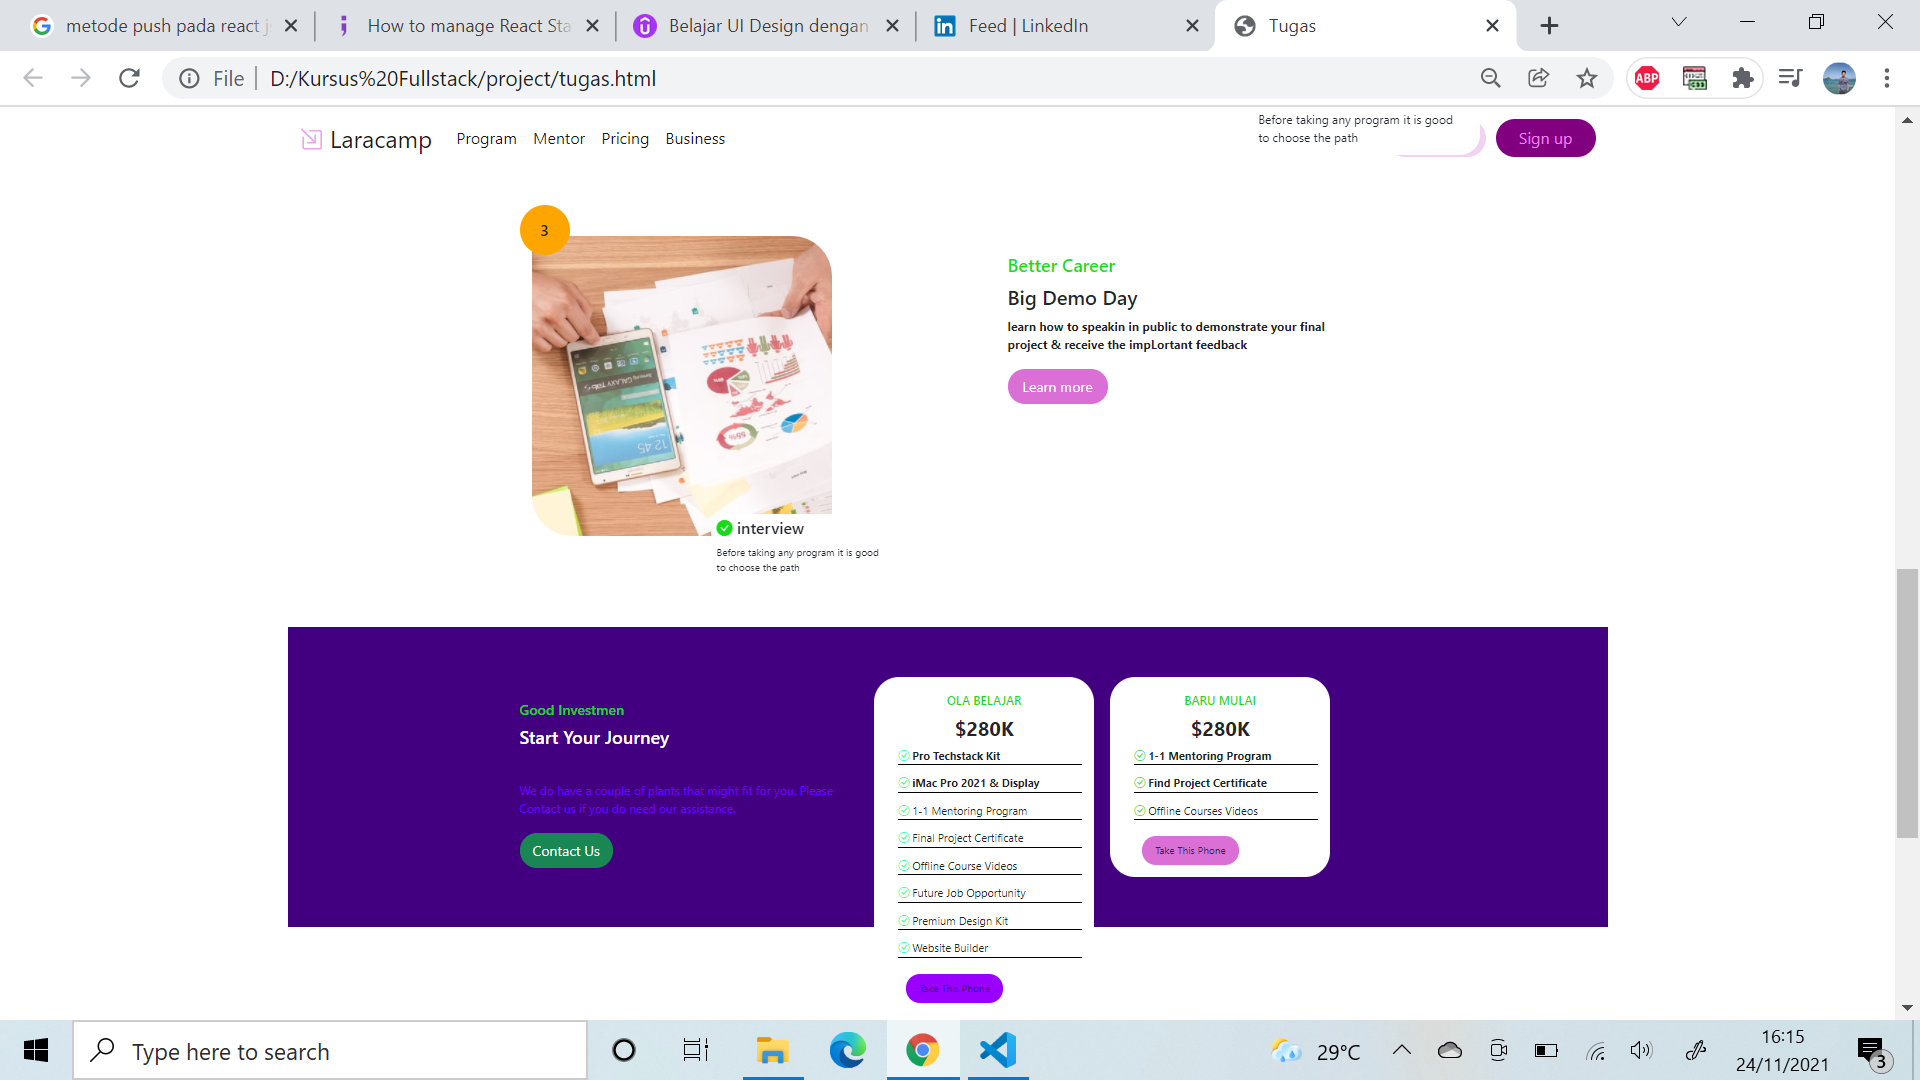 metode push pada react j
How to manage React Sta
Belajar UI Design dengan
Feed | LinkedIn
Tugas
File
D:/Kursus%20Fullstack/project/tugas.html
ABP
Laracamp
Program
Mentor
Pricing
Business
Before taking any program it is good
to choose the path
Sign up
3
Better Career
Big Demo Day
learn how to speakin in public to demonstrate your final
project & receive the impLortant feedback
Learn more
interview
Before taking any program it is good
to choose the path
Good Investmen
Start Your Journey
We do have a couple of plants that might fit for you. Please
Contact us if you do need our assistance.
Contact Us
OLA BELAJAR
$280K
Pro Techstack Kit
iMac Pro 2021 & Display
1-1 Mentoring Program
Final Project Certificate
Offline Course Videos
Future Job Opportunity
Premium Design Kit
Website Builder
Take This Phone
BARU MULAI
$280K
1-1 Mentoring Program
Find Project Certificate
Offline Courses Videos
Take This Phone
Type here to search
29°C
16:15
24/11/2021
3